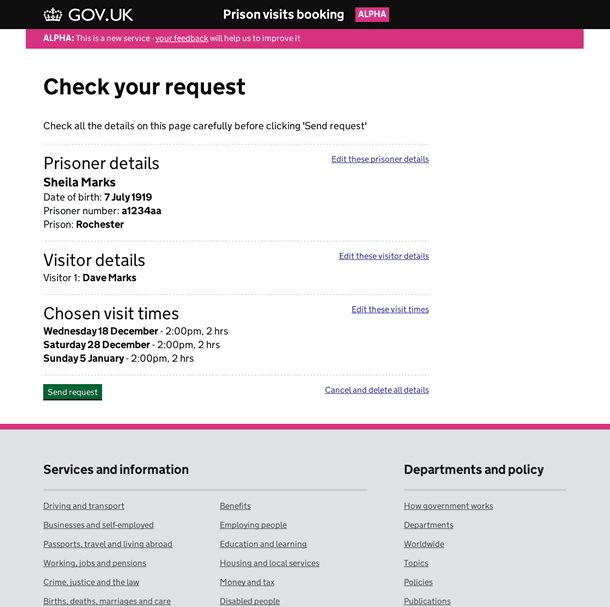 GOV.UK Prison visits booking ALPHA
ALPHA: This is a new service - your feedback will help us to improve it
Check your request
Check all the details on this page carefully before clicking 'Send request'
Prisoner details Edit these prisoner details
Sheila Marks
Date of birth: 7 July 1919
Prisoner number: a1234aa
Prison: Rochester
Visitor details Edit these visitor details
Visitor 1: Dave Marks
Chosen visit times Edit these visit times
Wednesday 18 December - 2:00pm, 2 hrs
Saturday 28 December - 2:00pm, 2 hrs
Sunday 5 January - 2:00pm, 2 hrs
Send request Cancel and delete all details
Services and information Departments and policy
Driving and transport Benefits How government works
Businesses and self-employed Employing people Departments
Passports, travel and living abroad Education and learning Worldwide
Working, jobs and pensions Housing and local services Topics
Crime, justice and the law Money and tax Policies
Births, deaths, marriages and care Disabled people Publications